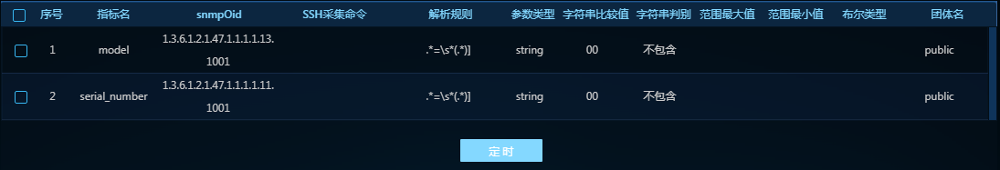 序号 指标名 snmpOid SSH采集命令 解析规则 参数类型 字符串比较值 字符串判别 范围最大值 范围最小值 布尔类型 团体名
1 model 1.3.6.1.2.1.47.1.1.1.1.13.
1001 .*=\s*(.*)] string 00 不包含 public
2 serial_number 1.3.6.1.2.1.47.1.1.1.1.11.
1001 .*=\s*(.*)] string 00 不包含 public
定时